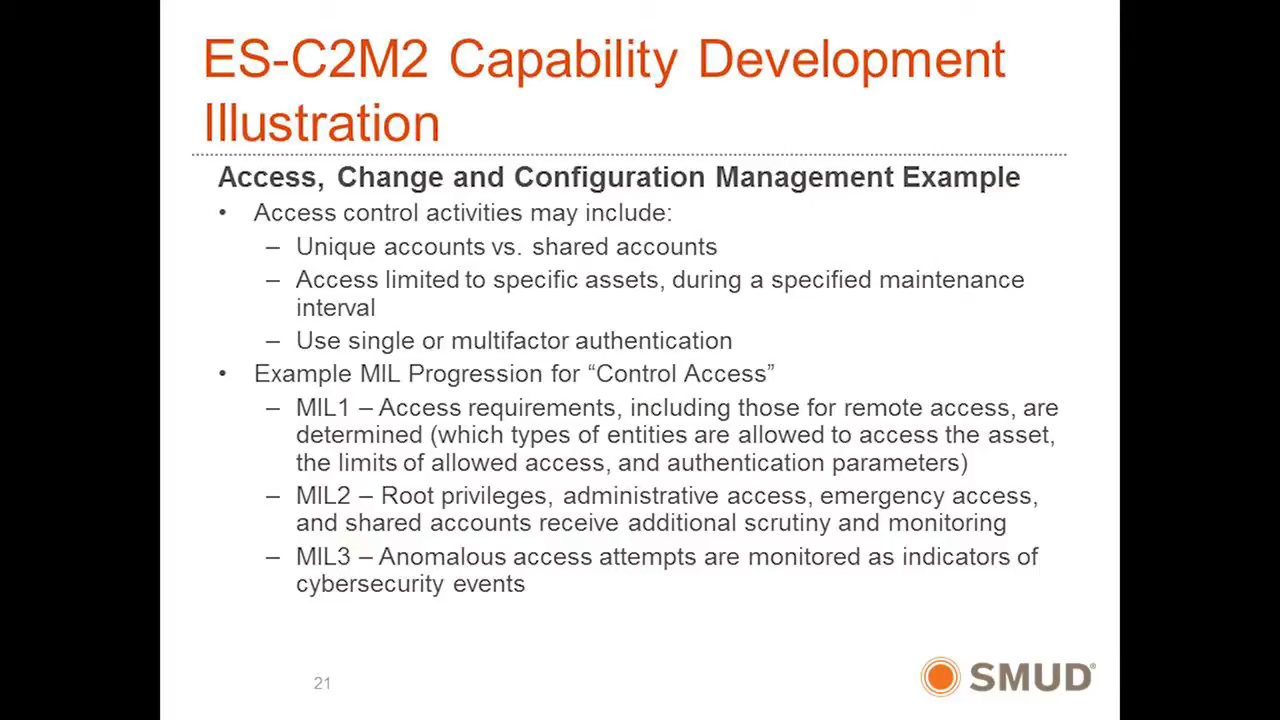 ES-C2M2 Capability Development
Illustration
Access, Change and Configuration Management Example
• Access control activities may include:
– Unique accounts vs. shared accounts
– Access limited to specific assets, during a specified maintenance
interval
– Use single or multifactor authentication
• Example MIL Progression for “Control Access”
– MIL1 – Access requirements, including those for remote access, are
determined (which types of entities are allowed to access the asset,
the limits of allowed access, and authentication parameters)
– MIL2 – Root privileges, administrative access, emergency access,
and shared accounts receive additional scrutiny and monitoring
– MIL3 – Anomalous access attempts are monitored as indicators of
cybersecurity events
21
SMUD®